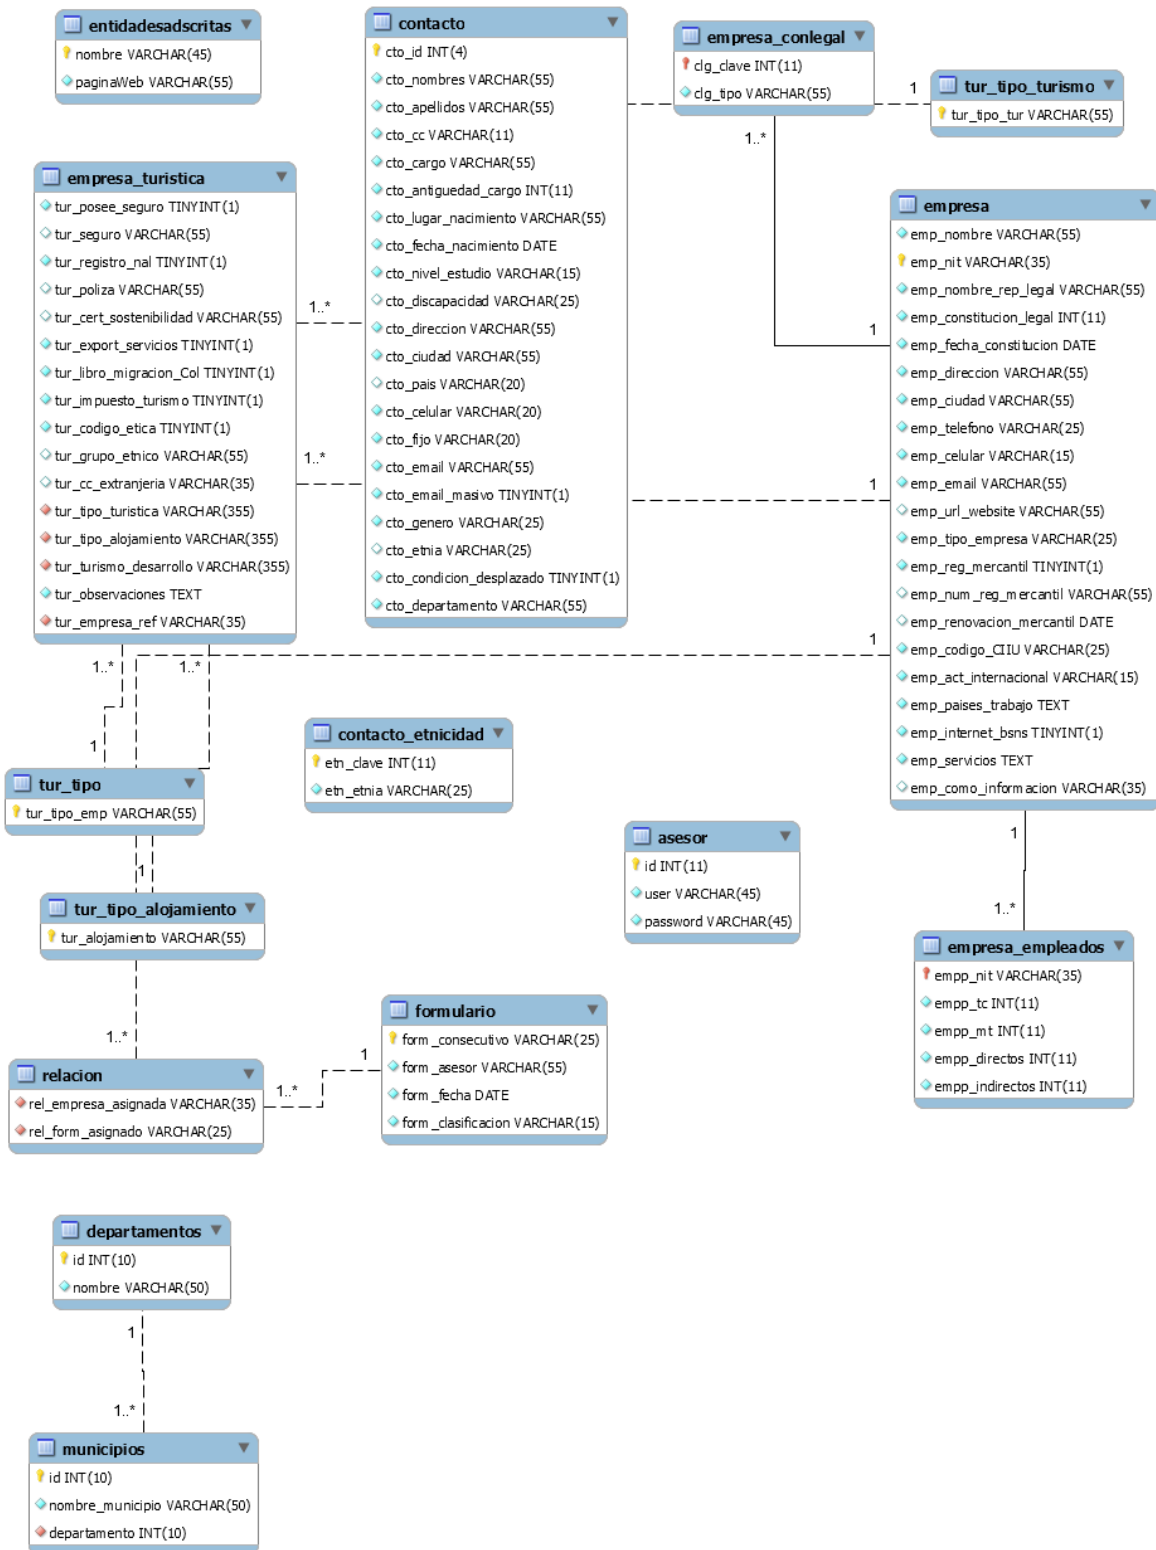 entidadesadscritas
nombre VARCHAR(45)
paginaWeb VARCHAR(55)
contacto
cto_id INT(4)
cto_nombres VARCHAR(55)
cto_apellidos VARCHAR(55)
cto_cc VARCHAR(11)
cto_cargo VARCHAR(55)
cto_antiguedad_cargo INT(11)
cto_lugar_nacimiento VARCHAR(55)
cto_fecha_nacimiento DATE
cto_nivel_estudio VARCHAR(15)
cto_discapacidad VARCHAR(25)
cto_direccion VARCHAR(55)
cto_ciudad VARCHAR(55)
cto_pais VARCHAR(20)
cto_celular VARCHAR(20)
cto_fijo VARCHAR(20)
cto_email VARCHAR(55)
cto_email_masivo TINYINT(1)
cto_genero VARCHAR(25)
cto_etnia VARCHAR(25)
cto_condicion_desplazado TINYINT(1)
cto_departamento VARCHAR(55)
empresa_conlegal
clg_clave INT(11)
clg_tipo VARCHAR(55)
1
tur_tipo_turismo
tur_tipo_tur VARCHAR(55)
1..*
1
empresa_turistica
tur_posee_seguro TINYINT(1)
tur_seguro VARCHAR(55)
tur_registro_nal TINYINT(1)
tur_poliza VARCHAR(55)
tur_cert_sostenibilidad VARCHAR(55)
tur_export_servicios TINYINT(1)
tur_libro_migracion_Col TINYINT(1)
tur_impuesto_turismo TINYINT(1)
tur_codigo_etica TINYINT(1)
tur_grupo_etnico VARCHAR(55)
tur_cc_extranjeria VARCHAR(35)
tur_tipo_turistica VARCHAR(355)
tur_tipo_alojamiento VARCHAR(355)
tur_turismo_desarrollo VARCHAR(355)
tur_observaciones TEXT
tur_empresa_ref VARCHAR(35)
1..*
1..*
1..*
1..*
empresa
emp_nombre VARCHAR(55)
emp_nit VARCHAR(35)
emp_nombre_rep_legal VARCHAR(55)
emp_constitucion_legal INT(11)
emp_fecha_constitucion DATE
emp_direccion VARCHAR(55)
emp_ciudad VARCHAR(55)
emp_telefono VARCHAR(25)
emp_celular VARCHAR(15)
emp_email VARCHAR(55)
emp_url_website VARCHAR(55)
emp_tipo_empresa VARCHAR(25)
emp_reg_mercantil TINYINT(1)
emp_num_reg_mercantil VARCHAR(55)
emp_renovacion_mercantil DATE
emp_codigo_CIIU VARCHAR(25)
emp_act_internacional VARCHAR(15)
emp_paises_trabajo TEXT
emp_internet_bsns TINYINT(1)
emp_servicios TEXT
emp_como_informacion VARCHAR(35)
1
1
1
tur_tipo
tur_tipo_emp VARCHAR(55)
1
contacto_etnicidad
etn_clave INT(11)
etn_etnia VARCHAR(25)
asesor
id INT(11)
user VARCHAR(45)
password VARCHAR(45)
1
1..*
empresa_empleados
empp_nit VARCHAR(35)
empp_tc INT(11)
empp_mt INT(11)
empp_directos INT(11)
empp_indirectos INT(11)
tur_tipo_alojamiento
tur_alojamiento VARCHAR(55)
1..*
formulario
form_consecutivo VARCHAR(25)
form_asesor VARCHAR(55)
form_fecha DATE
form_clasificacion VARCHAR(15)
1
1..*
relacion
rel_empresa_asignada VARCHAR(35)
rel_form_asignado VARCHAR(25)
departamentos
id INT(10)
nombre VARCHAR(50)
1
1..*
municipios
id INT(10)
nombre_municipio VARCHAR(50)
departamento INT(10)